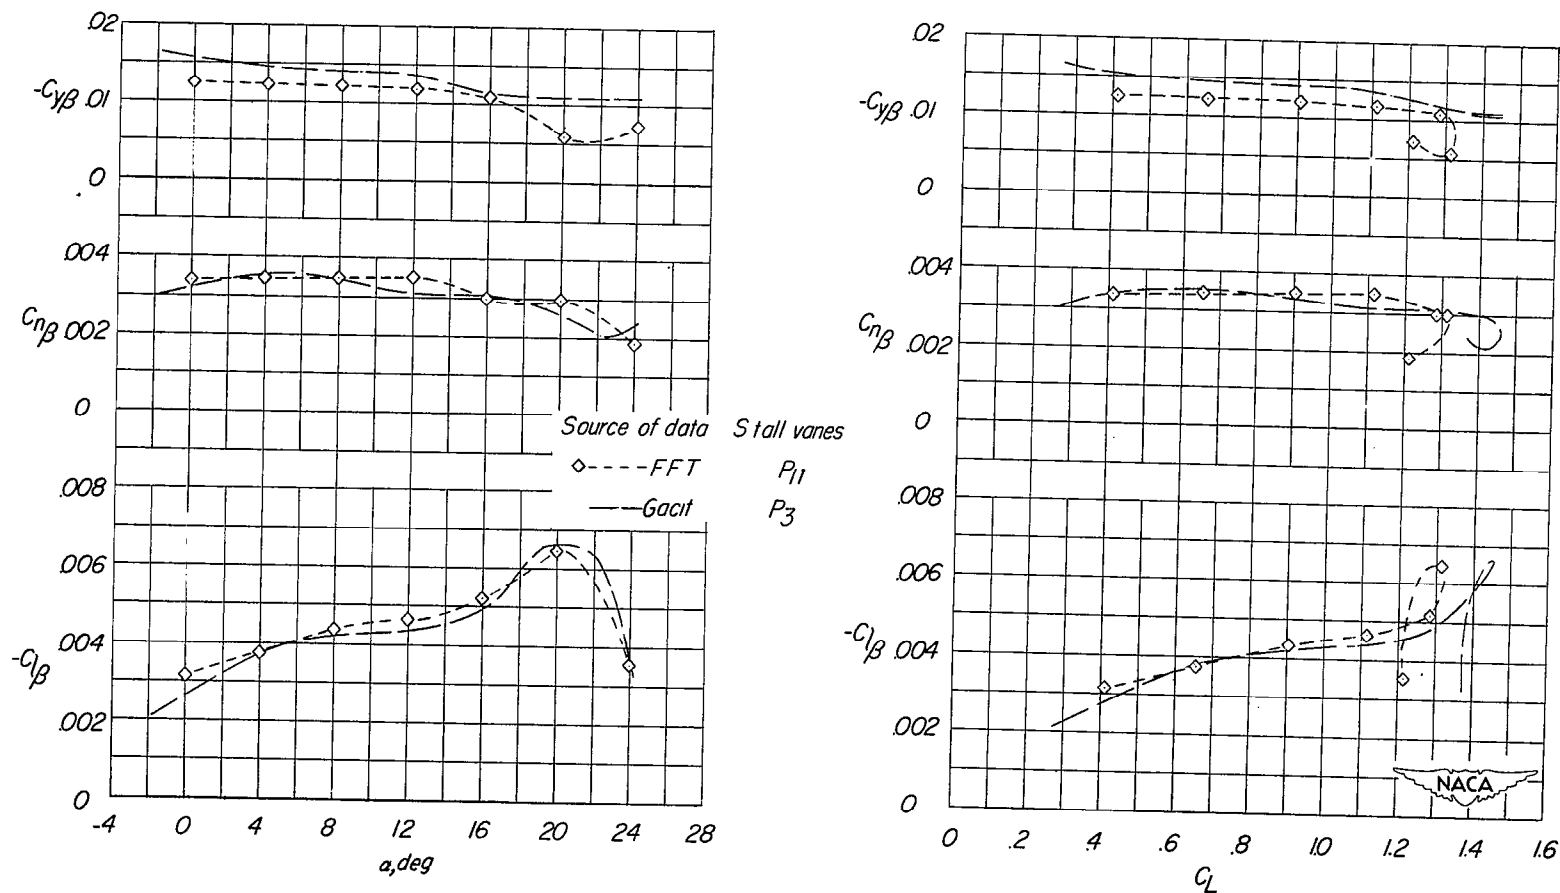 .02
-Cyβ .01
.0
.004
Cnβ .002
0
.008
.006
-Clβ .004
.002
0
-4 0 4 8 12 16 20 24 28
α, deg
Source of data Stall vanes
FFT P11
Gacit P3
.02
-Cyβ .01
0
.004
Cnβ .002
0
.008
.006
-Clβ .004
.002
0
0 .2 .4 .6 .8 1.0 1.2 1.4 1.6
CL
NACA